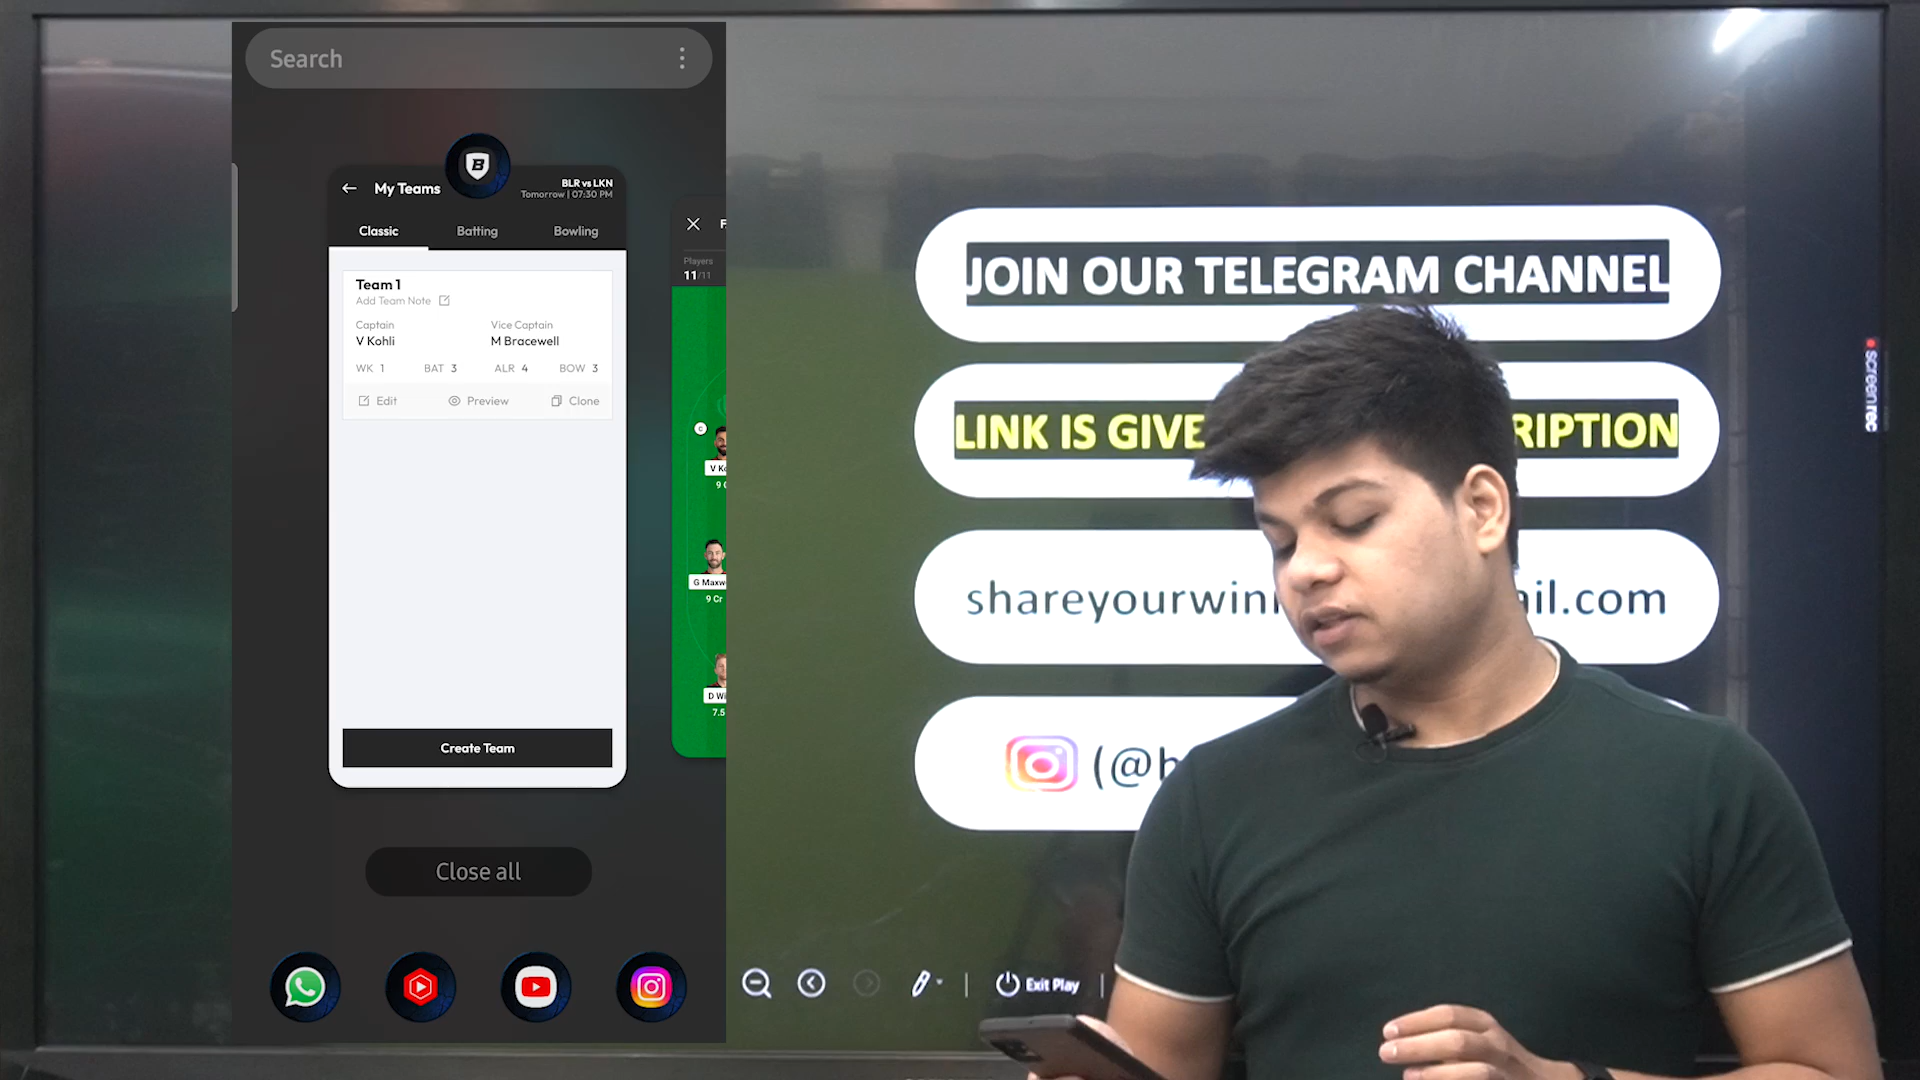 Search
B
My Teams
BLR vs LKN
Tomorrow | 07:30 PM
Classic
Batting
Bowling
Team 1
Add Team Note
Captain
V Kohli
Vice Captain
M Bracewell
WK 1
BAT 3
ALR 4
BOW 3
Edit
Preview
Clone
Create Team
Close all
Players
11/11
C
G Maxw
9 Cr
7.5
JOIN OUR TELEGRAM CHANNEL
LINK IS GIVE RIPTION
shareyourwin ail.com
(@h
Exit Play
screenrec